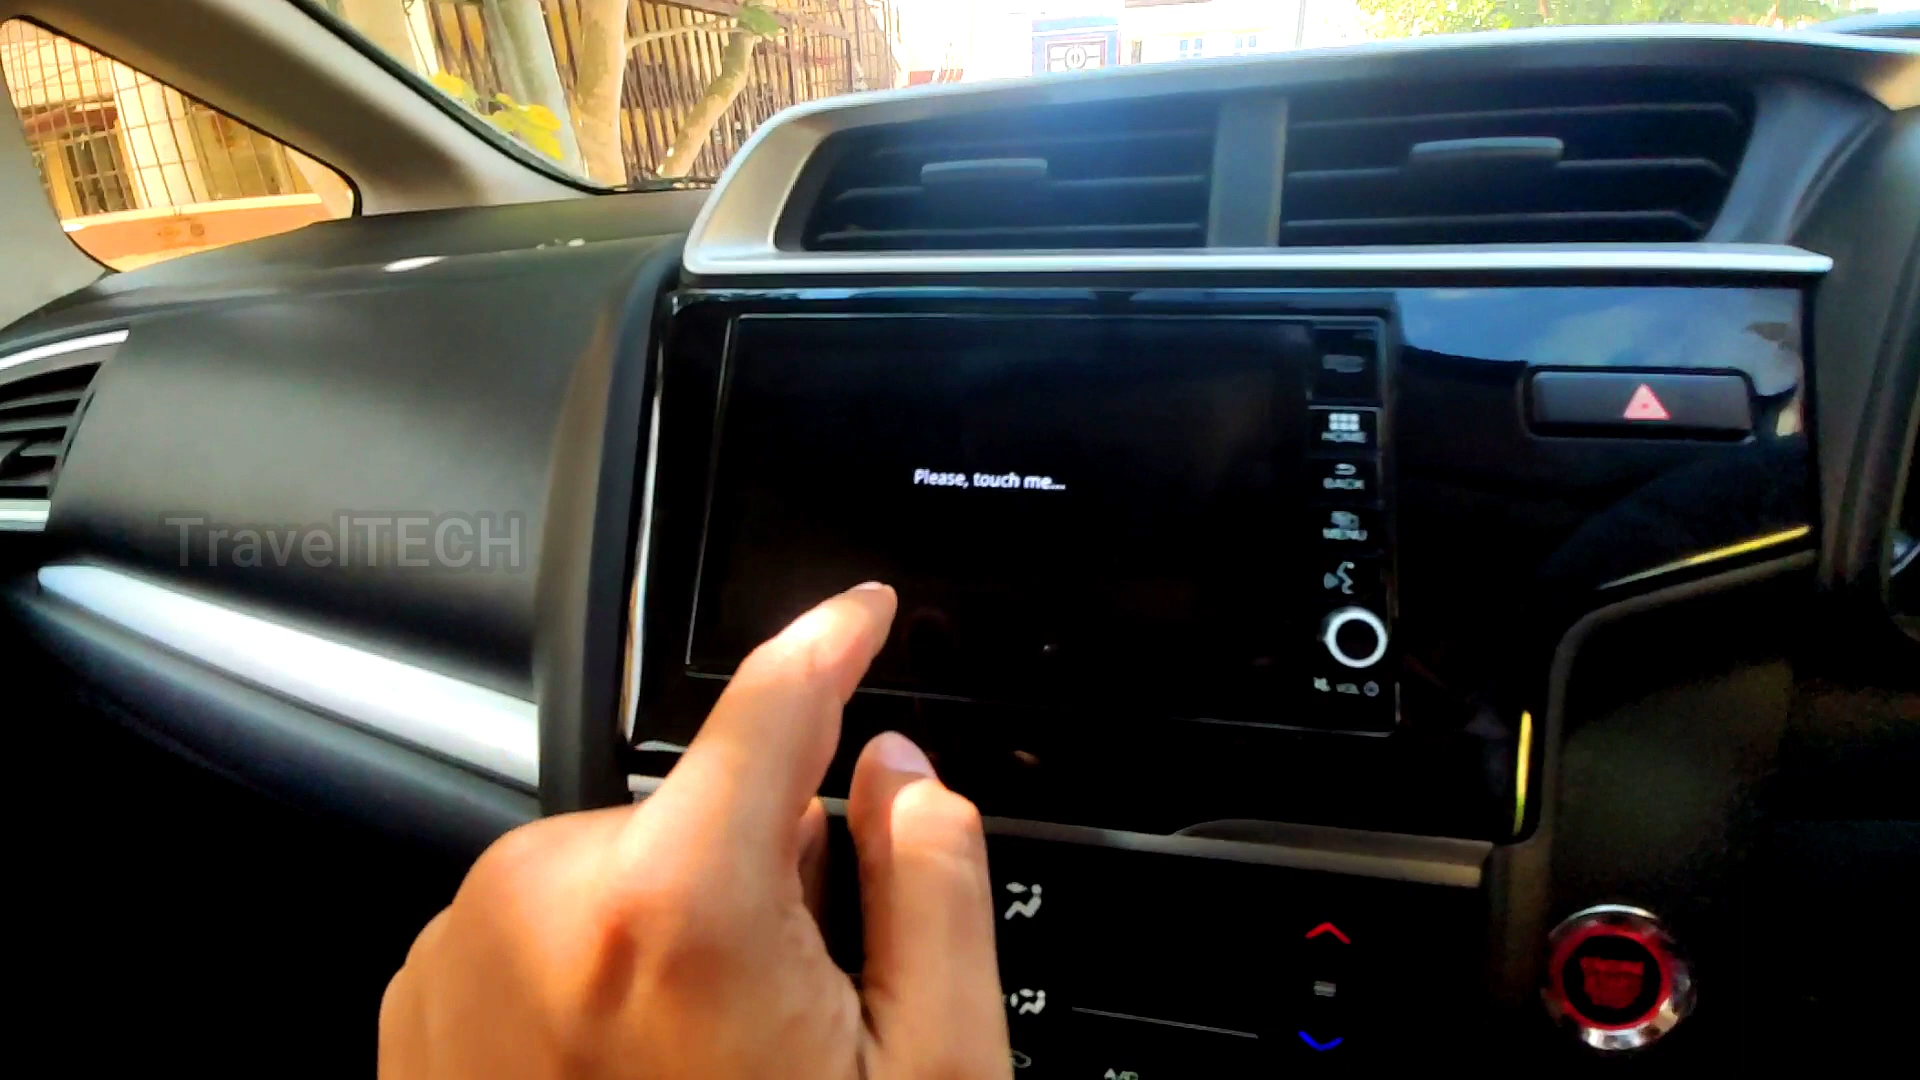 Please, touch me...
HOME
BACK
TravelTECH
MENU
VOL
A/C